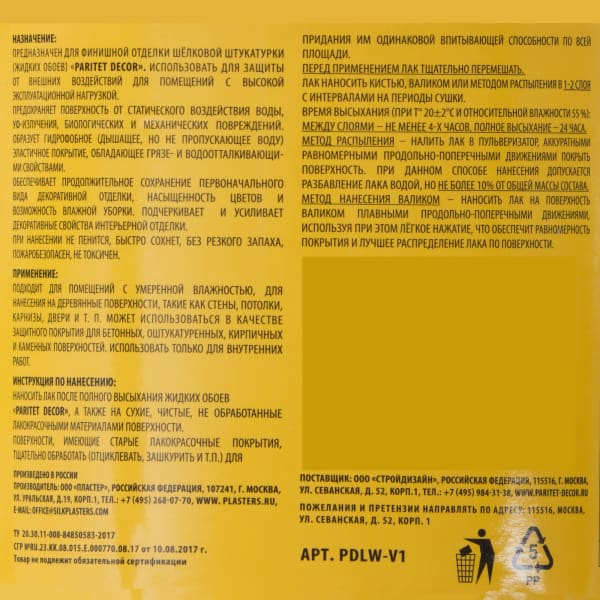 НАЗНАЧЕНИЕ:
ПРЕДНАЗНАЧЕН ДЛЯ ФИНИШНОЙ ОТДЕЛКИ ШЁЛКОВОЙ ШТУКАТУРКИ
(ЖИДКИХ ОБОЕВ) «PARITET DECOR». ИСПОЛЬЗОВАТЬ ДЛЯ ЗАЩИТЫ
ОТ ВНЕШНИХ ВОЗДЕЙСТВИЙ ДЛЯ ПОМЕЩЕНИЙ С ВЫСОКОЙ
ЭКСПЛУАТАЦИОННОЙ НАГРУЗКОЙ.
ПРЕДОХРАНЯЕТ ПОВЕРХНОСТЬ ОТ СТАТИЧЕСКОГО ВОЗДЕЙСТВИЯ ВОДЫ,
УФ-ИЗЛУЧЕНИЯ, БИОЛОГИЧЕСКИХ И МЕХАНИЧЕСКИХ ПОВРЕЖДЕНИЙ.
ОБРАЗУЕТ ГИДРОФОБНОЕ (ДЫШАЩЕЕ, НО НЕ ПРОПУСКАЮЩЕЕ ВОДУ)
ЭЛАСТИЧНОЕ ПОКРЫТИЕ, ОБЛАДАЮЩЕЕ ГРЯЗЕ- И ВОДООТТАЛКИВАЮЩИ-
МИ СВОЙСТВАМИ.
ОБЕСПЕЧИВАЕТ ПРОДОЛЖИТЕЛЬНОЕ СОХРАНЕНИЕ ПЕРВОНАЧАЛЬНОГО
ВИДА ДЕКОРАТИВНОЙ ОТДЕЛКИ, НАСЫЩЕННОСТЬ ЦВЕТОВ И
ВОЗМОЖНОСТЬ ВЛАЖНОЙ УБОРКИ. ПОДЧЕРКИВАЕТ И УСИЛИВАЕТ
ДЕКОРАТИВНЫЕ СВОЙСТВА ИНТЕРЬЕРНОЙ ОТДЕЛКИ.
ПРИ НАНЕСЕНИИ НЕ ПЕНИТСЯ, БЫСТРО СОХНЕТ, БЕЗ РЕЗКОГО ЗАПАХА,
ПОЖАРОБЕЗОПАСЕН, НЕ ТОКСИЧЕН.
ПРИМЕНЕНИЕ:
ПОДХОДИТ ДЛЯ ПОМЕЩЕНИЙ С УМЕРЕННОЙ ВЛАЖНОСТЬЮ, ДЛЯ
НАНЕСЕНИЯ НА ДЕРЕВЯННЫЕ ПОВЕРХНОСТИ, ТАКИЕ КАК СТЕНЫ, ПОТОЛКИ,
КАРНИЗЫ, ДВЕРИ И Т. П. МОЖЕТ ИСПОЛЬЗОВАТЬСЯ В КАЧЕСТВЕ
ЗАЩИТНОГО ПОКРЫТИЯ ДЛЯ БЕТОННЫХ, ОШТУКАТУРЕННЫХ, КИРПИЧНЫХ
И КАМЕННЫХ ПОВЕРХНОСТЕЙ. ИСПОЛЬЗОВАТЬ ТОЛЬКО ДЛЯ ВНУТРЕННИХ
РАБОТ.
ИНСТРУКЦИЯ ПО НАНЕСЕНИЮ:
НАНОСИТЬ ЛАК ПОСЛЕ ПОЛНОГО ВЫСЫХАНИЯ ЖИДКИХ ОБОЕВ
«PARITET DECOR», А ТАКЖЕ НА СУХИЕ, ЧИСТЫЕ, НЕ ОБРАБОТАННЫЕ
ЛАКОКРАСОЧНЫМИ МАТЕРИАЛАМИ ПОВЕРХНОСТИ.
ПОВЕРХНОСТИ, ИМЕЮЩИЕ СТАРЫЕ ЛАКОКРАСОЧНЫЕ ПОКРЫТИЯ,
ТЩАТЕЛЬНО ОБРАБОТАТЬ (ОТЦИКЛЕВАТЬ, ЗАШКУРИТЬ И Т.П.) ДЛЯ
ПРОИЗВЕДЕНО В РОССИИ
ПРОИЗВОДИТЕЛЬ: ООО «ПЛАСТЕР», РОССИЙСКАЯ ФЕДЕРАЦИЯ, 107241, Г. МОСКВА,
УЛ. УРАЛЬСКАЯ, Д.19, КОРП.1, ТЕЛ.: +7 (495) 268-07-70, WWW.PLASTERS.RU,
E-MAIL: OFFICE@SILKPLASTERS.COM
ТУ 20.30.11-008-84850583-2017
СГР №RU.23.KK.08.015.E.000770.08.17 от 10.08.2017 г.
Товар не подлежит обязательной сертификации
ПРИДАНИЯ ИМ ОДИНАКОВОЙ ВПИТЫВАЮЩЕЙ СПОСОБНОСТИ ПО ВСЕЙ
ПЛОЩАДИ.
ПЕРЕД ПРИМЕНЕНИЕМ ЛАК ТЩАТЕЛЬНО ПЕРЕМЕШАТЬ.
ЛАК НАНОСИТЬ КИСТЬЮ, ВАЛИКОМ ИЛИ МЕТОДОМ РАСПЫЛЕНИЯ В 1-2 СЛОЯ
С ИНТЕРВАЛАМИ НА ПЕРИОДЫ СУШКИ.
ВРЕМЯ ВЫСЫХАНИЯ (ПРИ T° 20±2°C И ОТНОСИТЕЛЬНОЙ ВЛАЖНОСТИ 55 %):
МЕЖДУ СЛОЯМИ – НЕ МЕНЕЕ 4-Х ЧАСОВ, ПОЛНОЕ ВЫСЫХАНИЕ – 24 ЧАСА.
МЕТОД РАСПЫЛЕНИЯ – НАЛИТЬ ЛАК В ПУЛЬВЕРИЗАТОР, АККУРАТНЫМИ
РАВНОМЕРНЫМИ ПРОДОЛЬНО-ПОПЕРЕЧНЫМИ ДВИЖЕНИЯМИ ПОКРЫТЬ
ПОВЕРХНОСТЬ. ПРИ ДАННОМ СПОСОБЕ НАНЕСЕНИЯ ДОПУСКАЕТСЯ
РАЗБАВЛЕНИЕ ЛАКА ВОДОЙ, НО НЕ БОЛЕЕ 10% ОТ ОБЩЕЙ МАССЫ СОСТАВА.
МЕТОД НАНЕСЕНИЯ ВАЛИКОМ – НАНОСИТЬ ЛАК НА ПОВЕРХНОСТЬ
ВАЛИКОМ ПЛАВНЫМИ ПРОДОЛЬНО-ПОПЕРЕЧНЫМИ ДВИЖЕНИЯМИ,
ИСПОЛЬЗУЯ ПРИ ЭТОМ ЛЁГКОЕ НАЖАТИЕ, ЧТО ОБЕСПЕЧИТ РАВНОМЕРНОСТЬ
ПОКРЫТИЯ И ЛУЧШЕЕ РАСПРЕДЕЛЕНИЕ ЛАКА ПО ПОВЕРХНОСТИ.
ПОСТАВЩИК: ООО «СТРОЙДИЗАЙН», РОССИЙСКАЯ ФЕДЕРАЦИЯ, 115516, Г. МОСКВА,
УЛ. СЕВАНСКАЯ, Д. 52, КОРП.1, ТЕЛ.: +7 (495) 984-31-38, WWW.PARITET-DECOR.RU
ПОЖЕЛАНИЯ И ПРЕТЕНЗИИ НАПРАВЛЯТЬ ПО АДРЕСУ: 115516, МОСКВА,
УЛ. СЕВАНСКАЯ, Д. 52, КОРП. 1
АРТ. PDLW-V1
5
PP